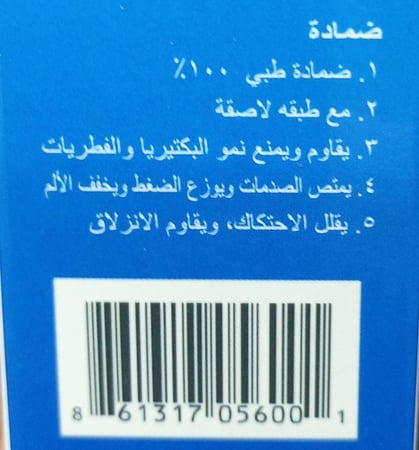 ضمادة
١. ضمادة طبي ١٠٠٪
٢. مع طبقه لاصقة
٣. يقاوم ويمنع نمو البكتيريا والفطريات
٤. يمتص الصدمات ويوزع الضغط ويخفف الألم
٥. يقلل الاحتكاك، ويقاوم الانزلاق
8 61317 05600 1